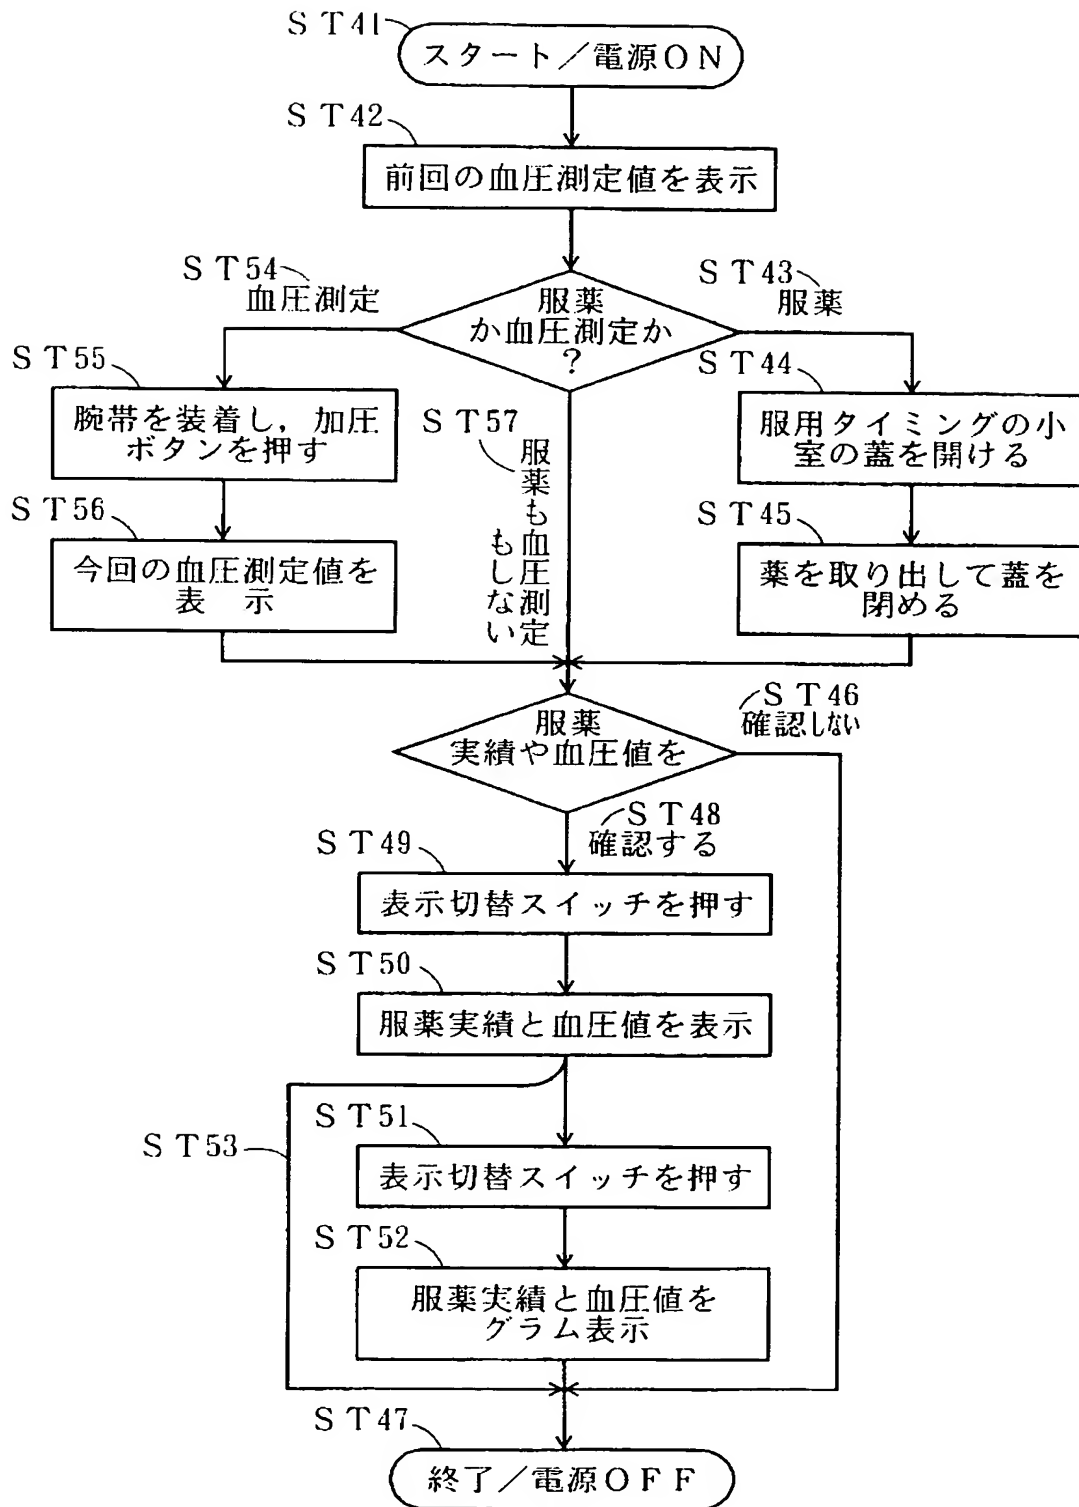 ST41
スタート/電源ON
ST42
前回の血圧測定値を表示
ST54
血圧測定
ST43
服薬
服薬
か血圧測定か
?
ST55
腕帯を装着し,加圧
ボタンを押す
ST57
服薬も血圧測定
もしない
ST44
服用タイミングの小
室の蓋を開ける
ST56
今回の血圧測定値を
表 示
ST45
薬を取り出して蓋を
閉める
ST46
確認しない
服薬
実績や血圧値を
ST48
確認する
ST49
表示切替スイッチを押す
ST50
服薬実績と血圧値を表示
ST53
ST51
表示切替スイッチを押す
ST52
服薬実績と血圧値を
グラム表示
ST47
終了/電源OFF